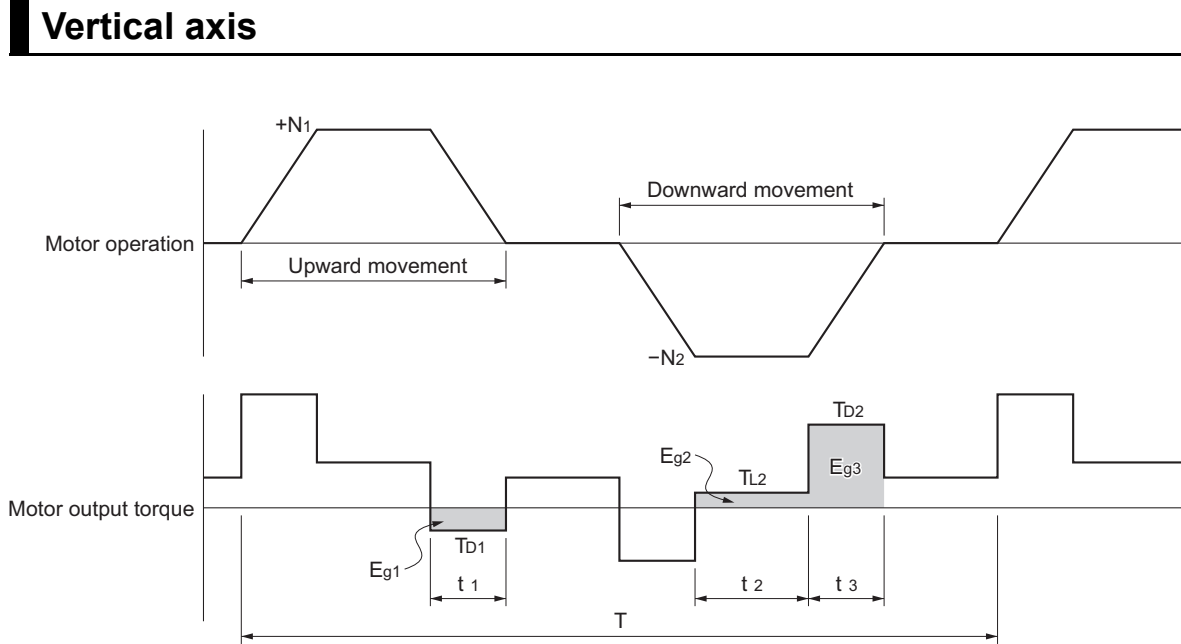 Vertical axis
+N1
Downward movement
Motor operation
Upward movement
−N2
TD2
Eg2
TL2
Eg3
Motor output torque
TD1
Eg1
t 1
t 2
t 3
T